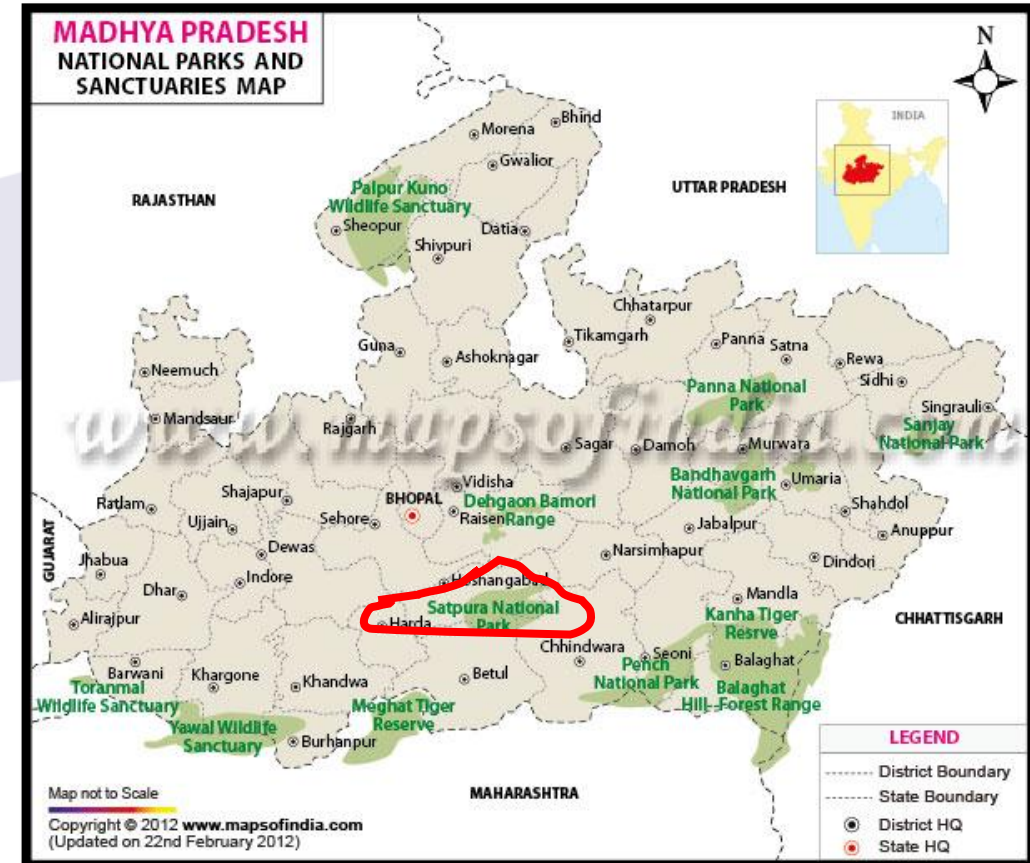 MADHYA PRADESH
NATIONAL PARKS AND
SANCTUARIES MAP
N
INDIA
RAJASTHAN
UTTAR PRADESH
GUJARAT
CHHATTISGARH
MAHARASHTRA
Morena
Bhind
Gwalior
Palpur Kuno
Wildlife Sanctuary
Sheopur
Datia
Shivpuri
Chhatarpur
Tikamgarh
Guna
Ashoknagar
Panna
Satna
Rewa
Sidhi
Neemuch
Panna National
Park
Singrauli
Mandsaur
Rajgarh
Sanjay
National Park
www.mapsofindia.com
Sagar
Damoh
Murwara
Bandhavgarh
National Park
Umaria
Vidisha
Shajapur
BHOPAL
Dehgaon Bamori
Range
Ratlam
Ujjain
Sehore
Raisen
Shahdol
Jabalpur
Anuppur
Dewas
Narsimhapur
Dindori
Jhabua
Indore
Dhar
Hoshangabad
Mandla
Satpura National
Park
Kanha Tiger
Resrve
Alirajpur
Harda
Chhindwara
Seoni
Balaghat
Pench
National Park
Balaghat
Hill- Forest Range
Barwani
Khargone
Khandwa
Betul
Toranmal
Wildlife Sanctuary
Meghat Tiger
Reserve
Yawal Wildlife
Sanctuary
Burhanpur
LEGEND
District Boundary
State Boundary
District HQ
State HQ
Map not to Scale
Copyright © 2012 www.mapsofindia.com
(Updated on 22nd February 2012)